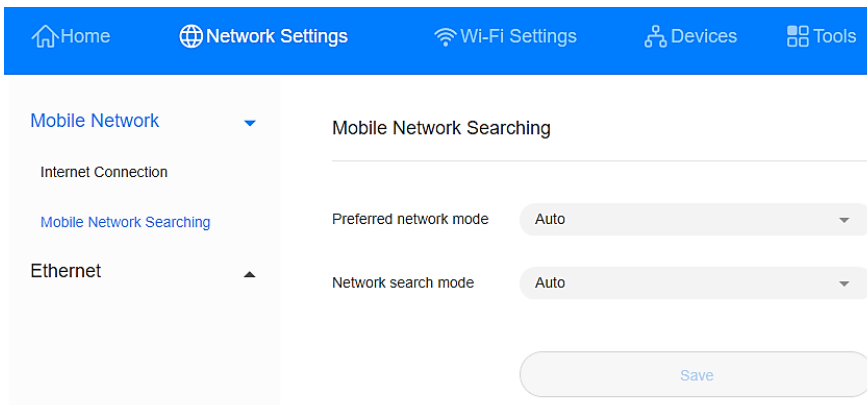 Home Network Settings Wi-Fi Settings Devices Tools
Mobile Network
Internet Connection
Mobile Network Searching
Ethernet
Mobile Network Searching
Preferred network mode Auto
Network search mode Auto
Save